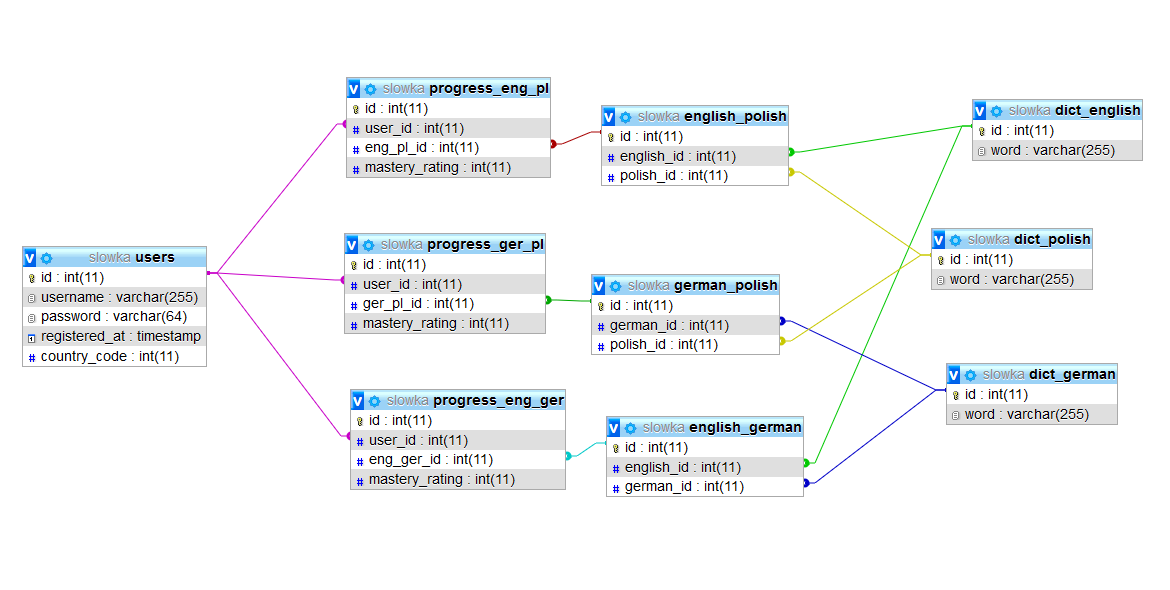 slowka users
id : int(11)
username : varchar(255)
password : varchar(64)
registered_at : timestamp
country_code : int(11)
slowka progress_eng_pl
id : int(11)
user_id : int(11)
eng_pl_id : int(11)
mastery_rating : int(11)
slowka progress_ger_pl
id : int(11)
user_id : int(11)
ger_pl_id : int(11)
mastery_rating : int(11)
slowka progress_eng_ger
id : int(11)
user_id : int(11)
eng_ger_id : int(11)
mastery_rating : int(11)
slowka english_polish
id : int(11)
english_id : int(11)
polish_id : int(11)
slowka german_polish
id : int(11)
german_id : int(11)
polish_id : int(11)
slowka english_german
id : int(11)
english_id : int(11)
german_id : int(11)
slowka dict_english
id : int(11)
word : varchar(255)
slowka dict_polish
id : int(11)
word : varchar(255)
slowka dict_german
id : int(11)
word : varchar(255)